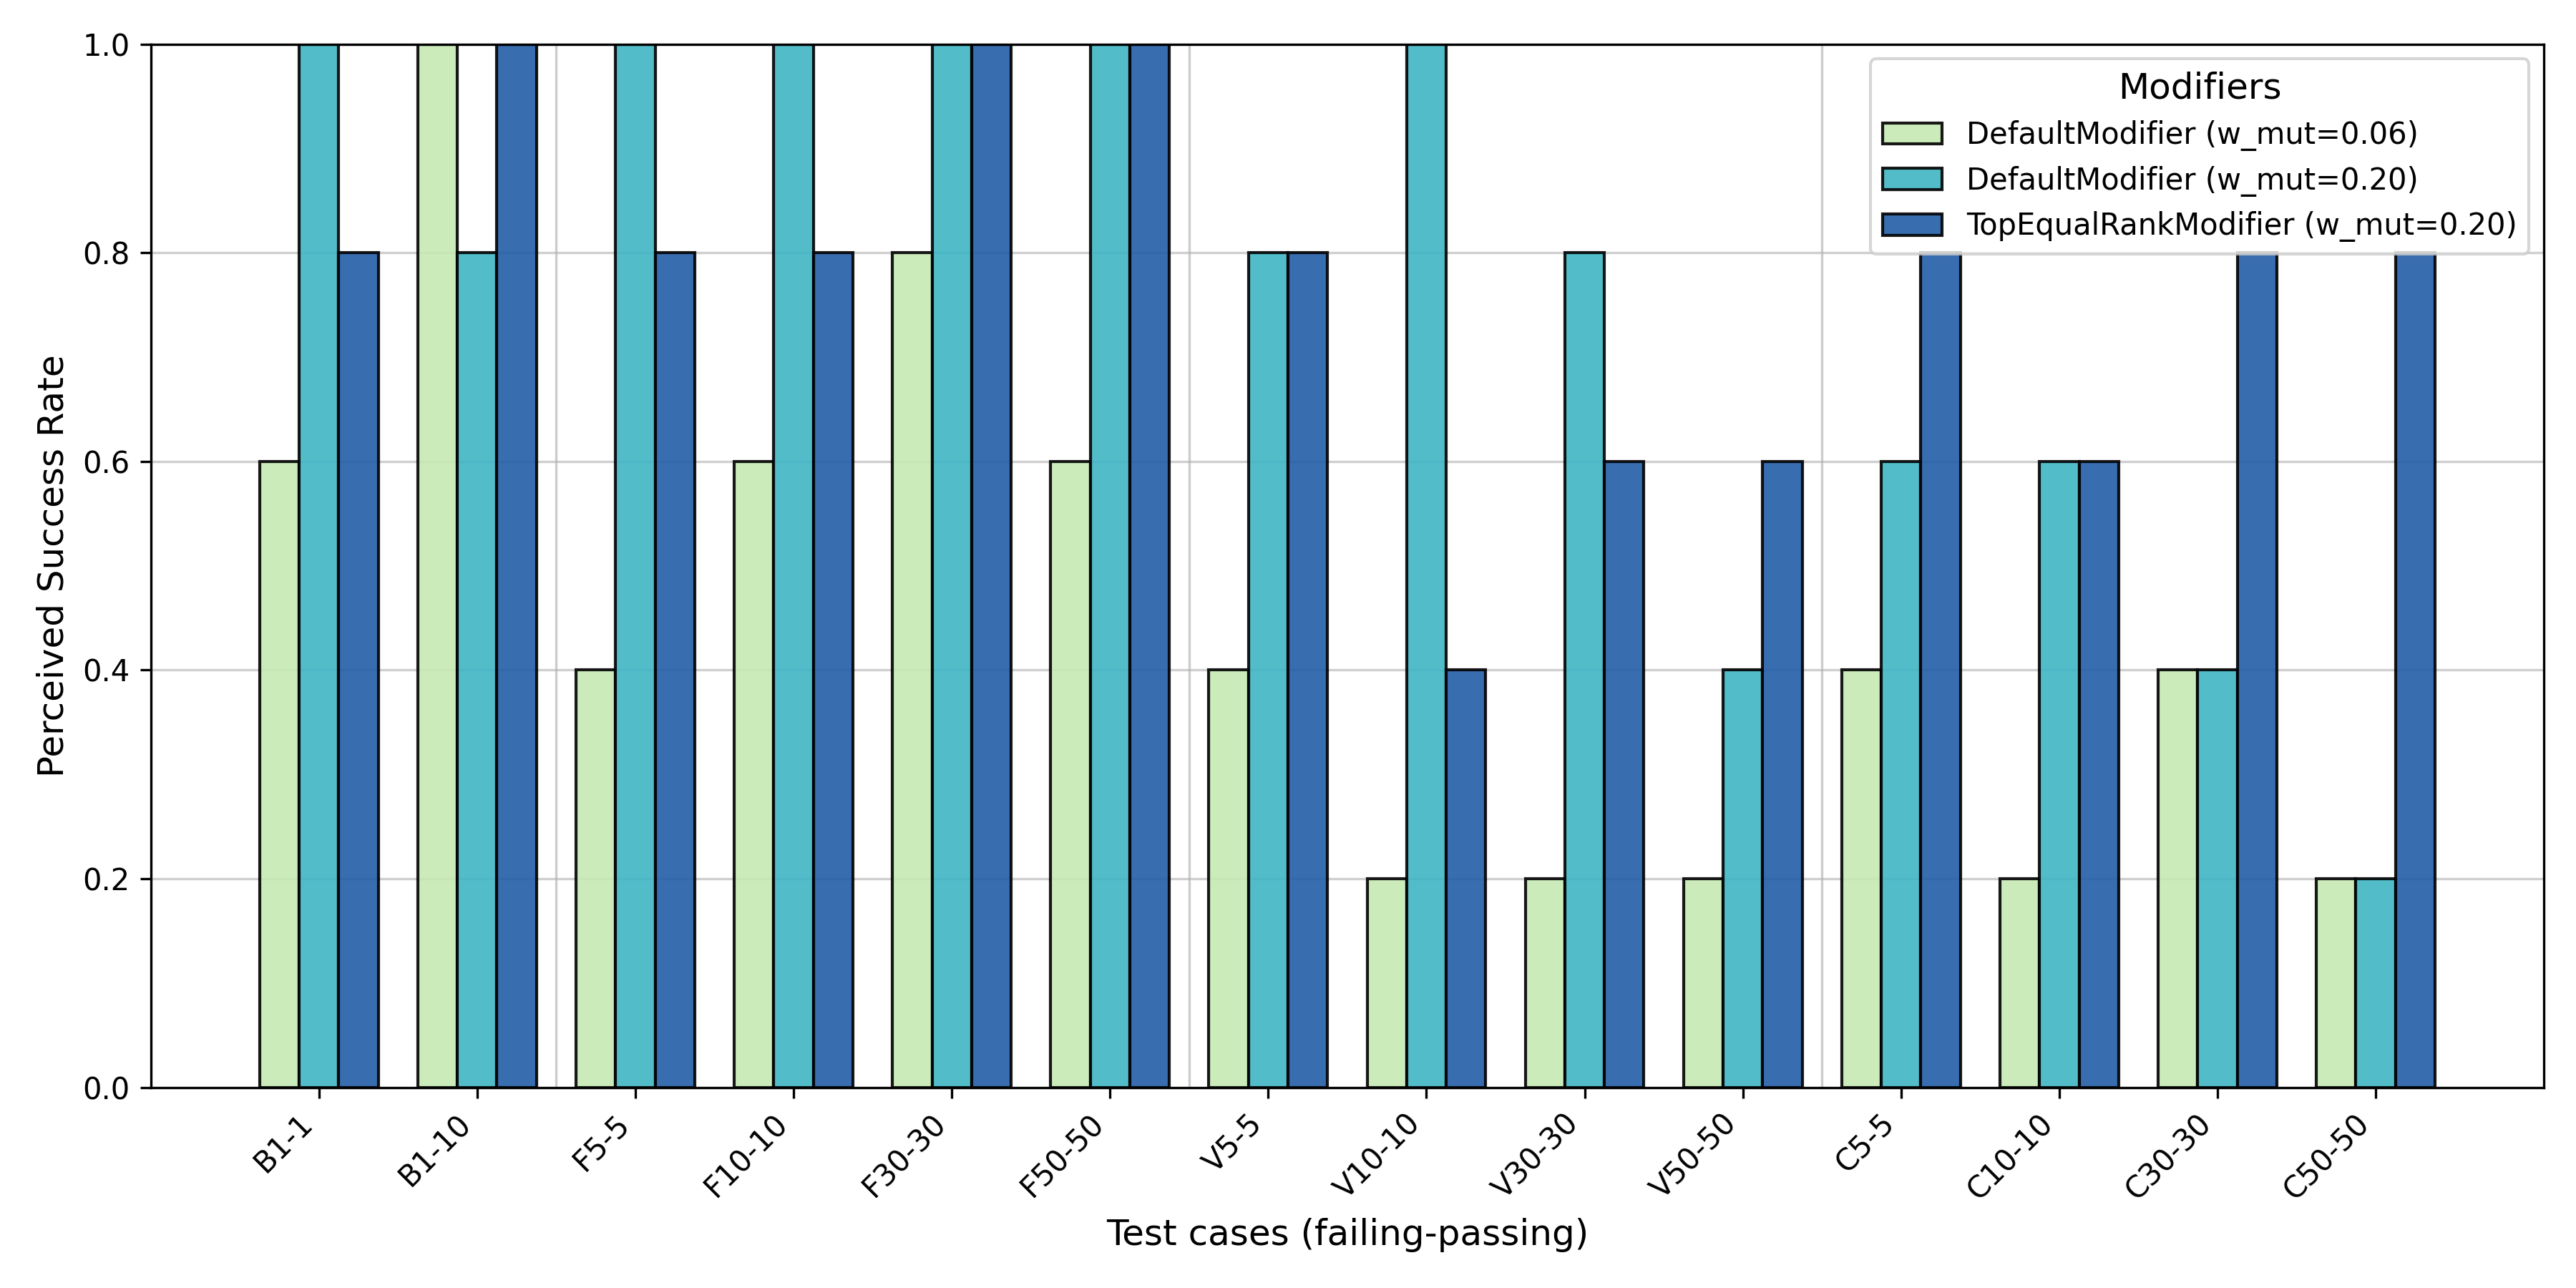 Modifiers
DefaultModifier (w_mut=0.06)
DefaultModifier (w_mut=0.20)
TopEqualRankModifier (w_mut=0.20)
Perceived Success Rate
1.0
0.8
0.6
0.4
0.2
0.0
B1-1
B1-10
F5-5
F10-10
F30-30
F50-50
V5-5
V10-10
V30-30
V50-50
C5-5
C10-10
C30-30
C50-50
Test cases (failing-passing)